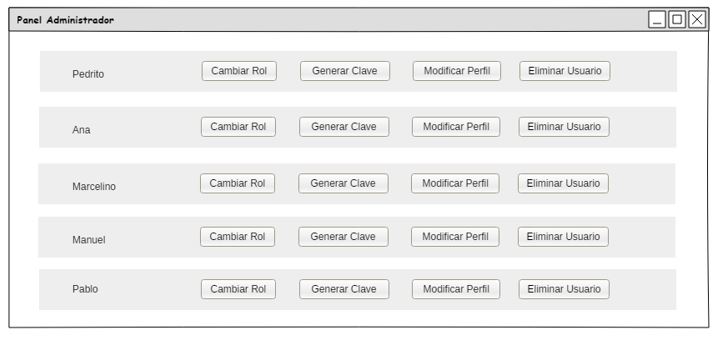 Panel Administrador
Pedrito Cambiar Rol Generar Clave Modificar Perfil Eliminar Usuario
Ana Cambiar Rol Generar Clave Modificar Perfil Eliminar Usuario
Marcelino Cambiar Rol Generar Clave Modificar Perfil Eliminar Usuario
Manuel Cambiar Rol Generar Clave Modificar Perfil Eliminar Usuario
Pablo Cambiar Rol Generar Clave Modificar Perfil Eliminar Usuario